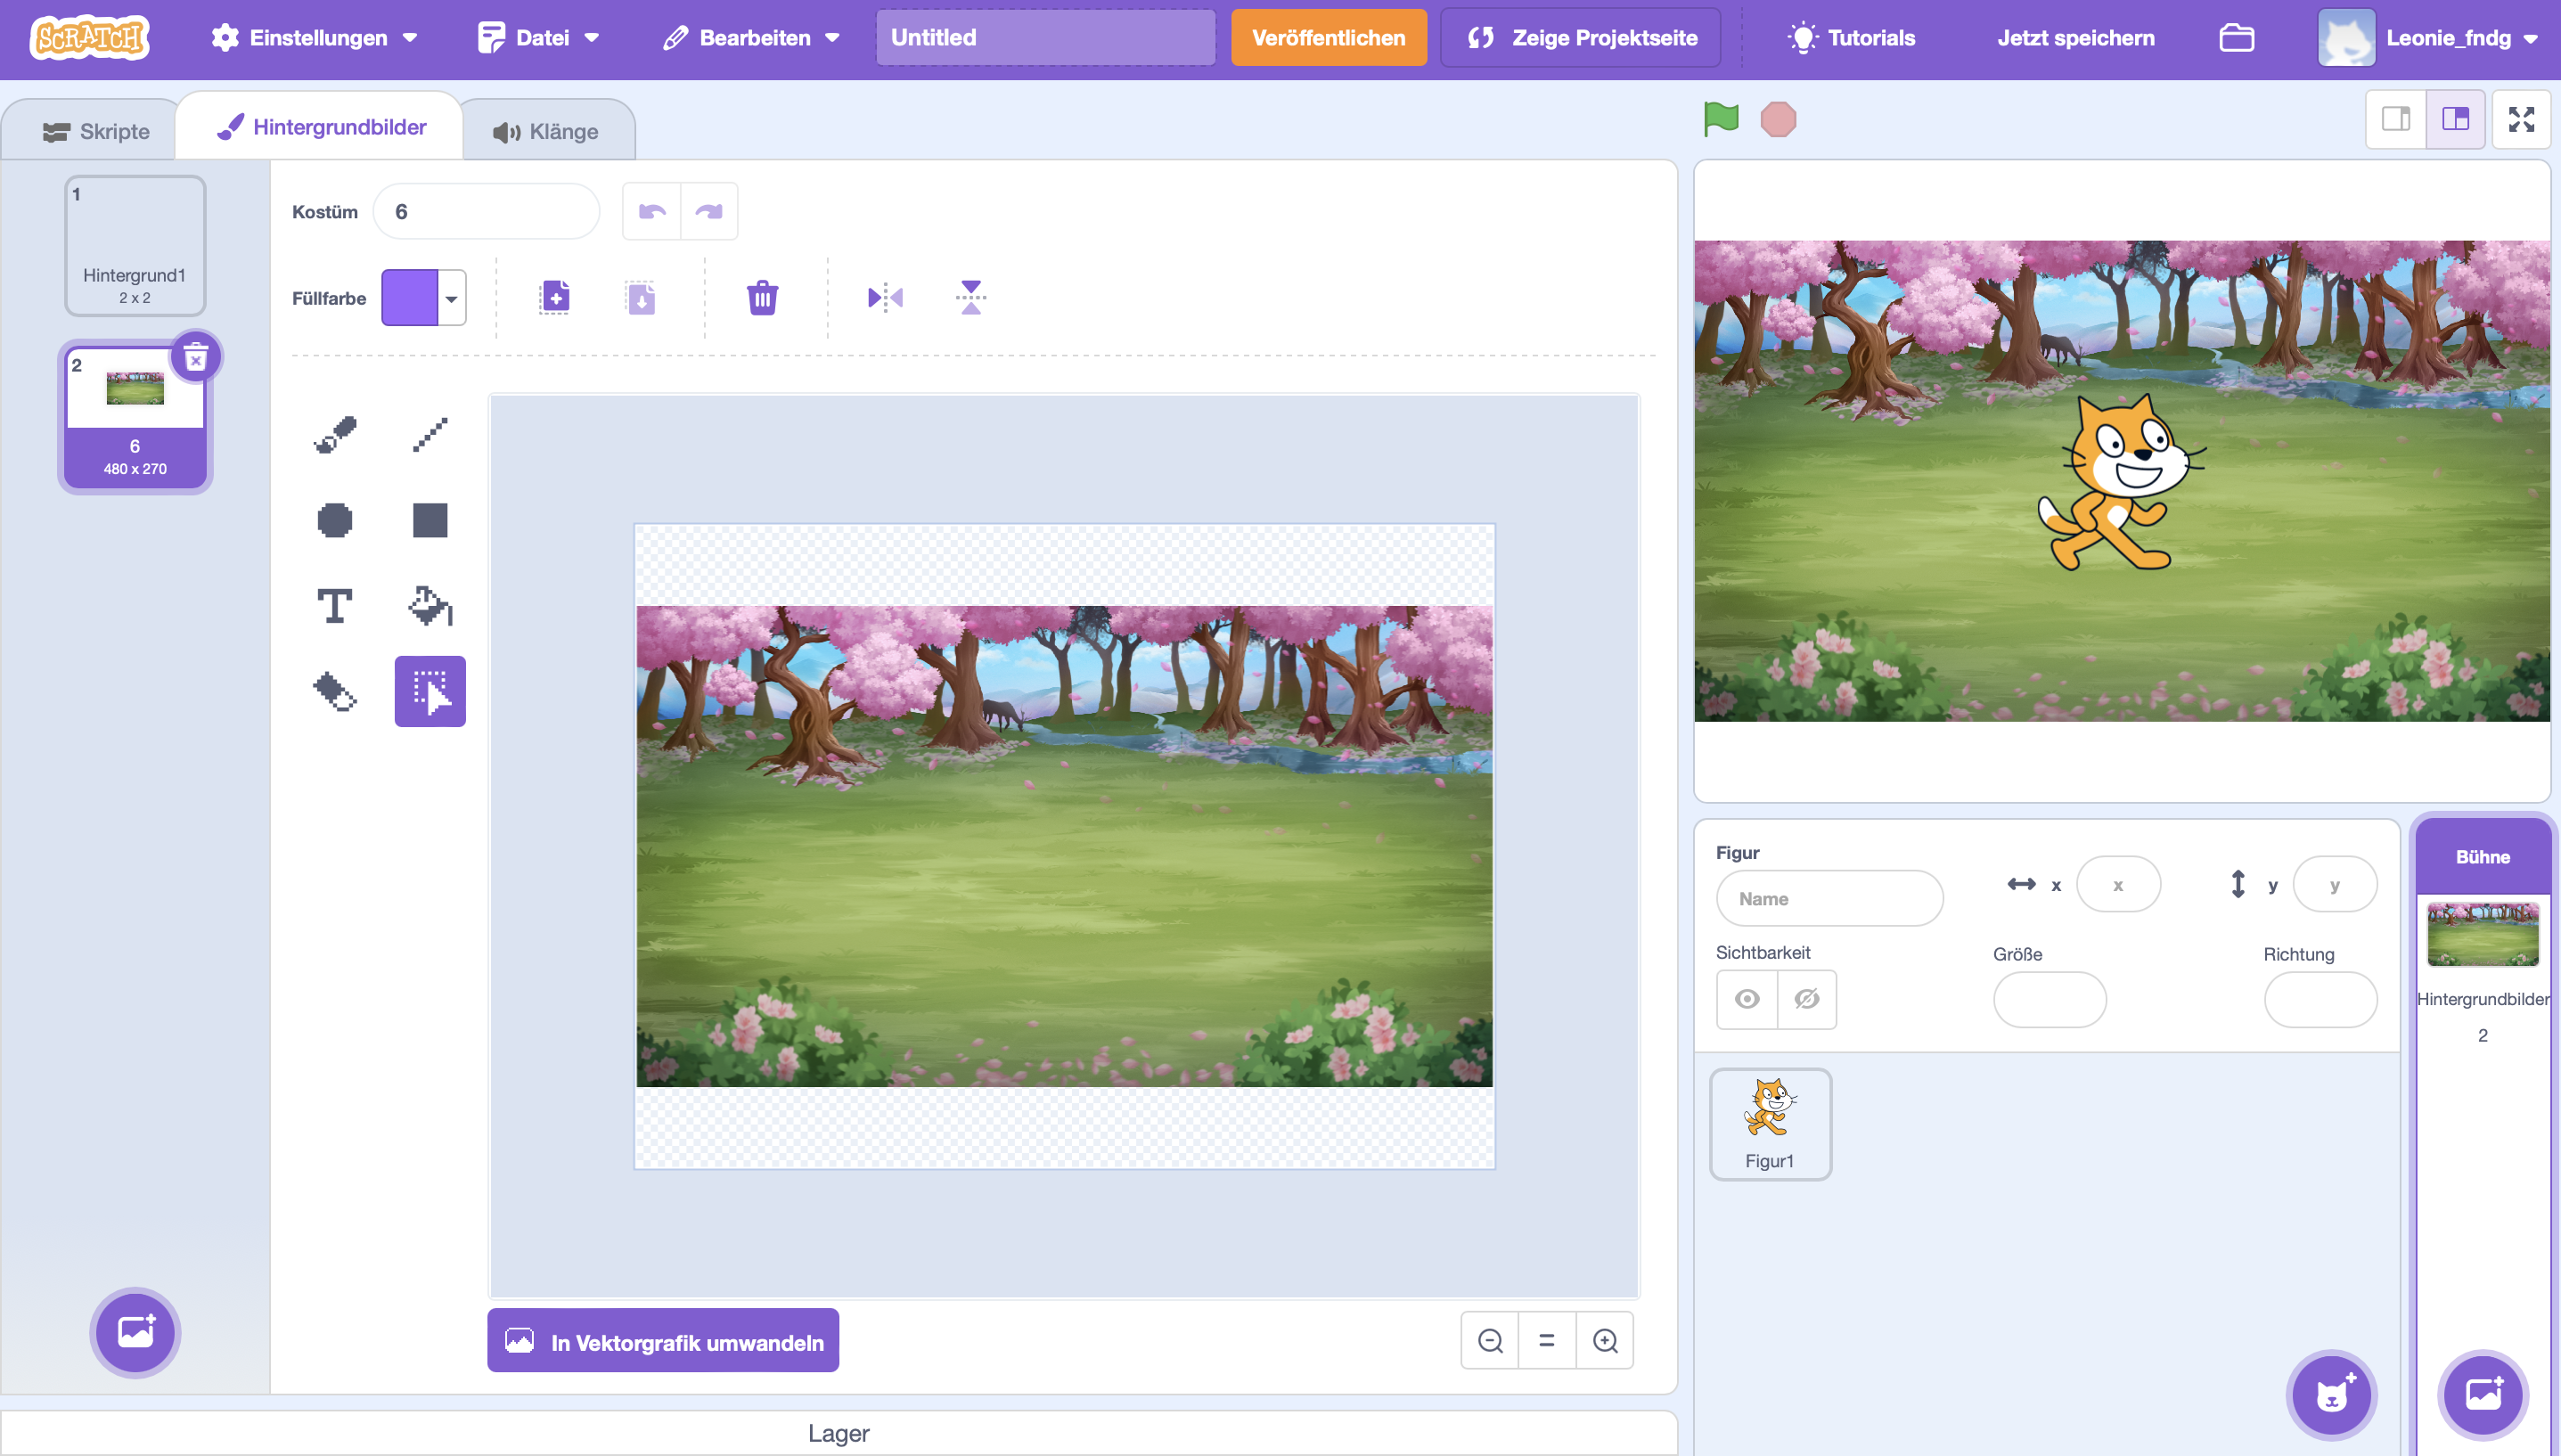 SCRATCH Einstellungen Datei Bearbeiten Untitled Veröffentlichen Zeige Projektseite Tutorials Jetzt speichern Leonie_fndg
Skripte Hintergrundbilder Klänge
1
Hintergrund1
2 x 2
2
6
480 x 270
Kostüm 6
Füllfarbe
T
In Vektorgrafik umwandeln
Lager
Figur
Name
x x
y y
Sichtbarkeit
Größe
Richtung
Figur1
Bühne
Hintergrundbilder
2